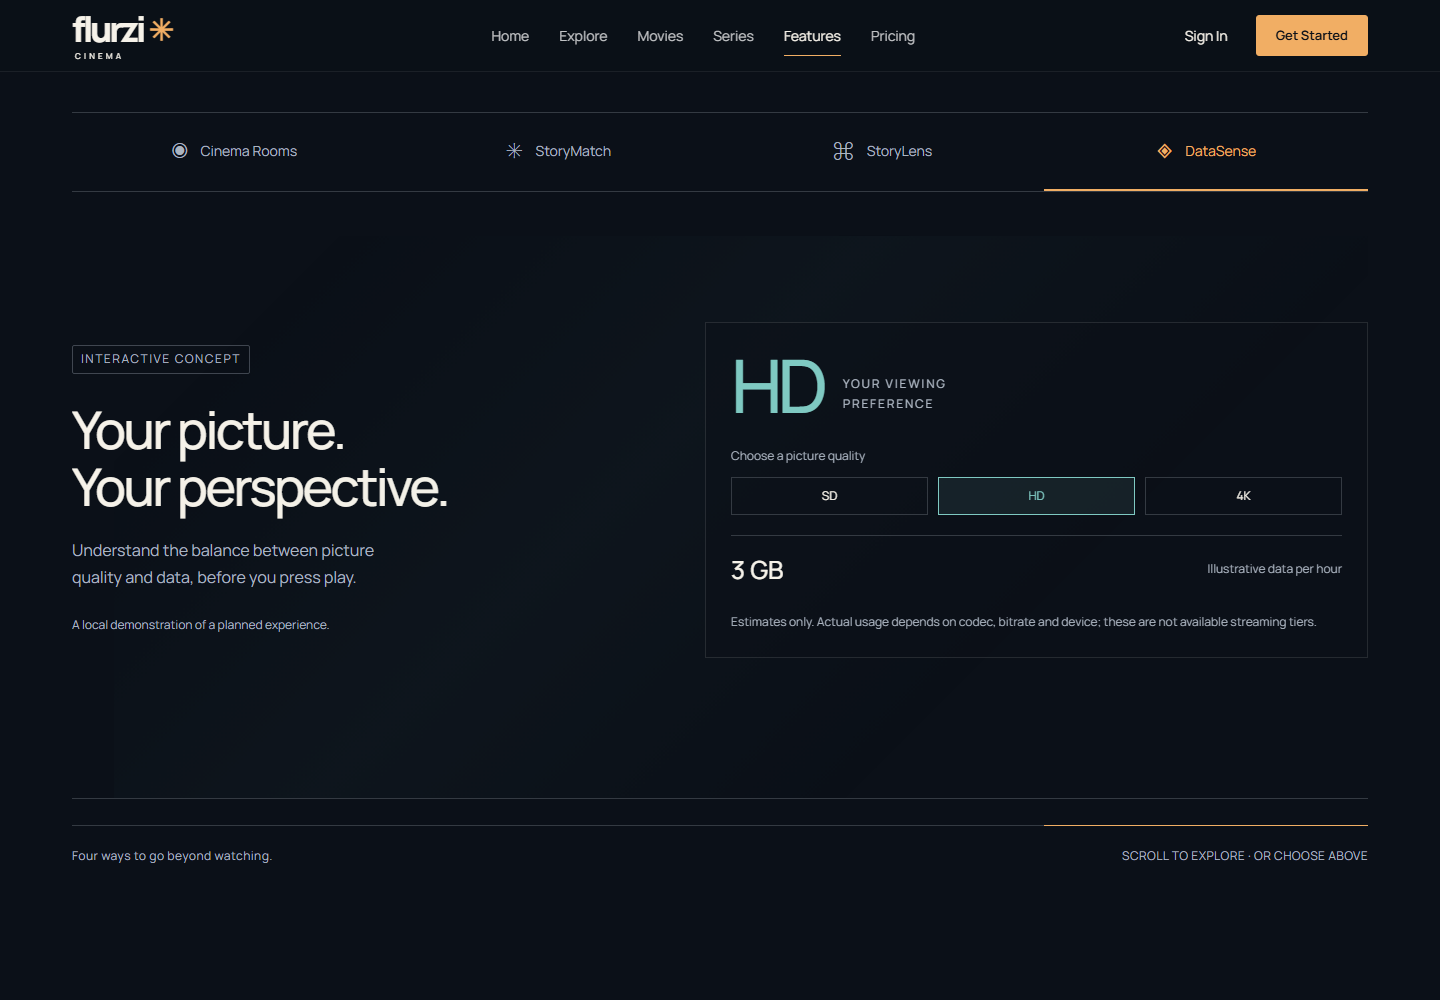 flurzi
CINEMA
Home Explore Movies Series Features Pricing
Sign In Get Started
Cinema Rooms StoryMatch StoryLens DataSense
INTERACTIVE CONCEPT
Your picture.
Your perspective.
Understand the balance between picture
quality and data, before you press play.
A local demonstration of a planned experience.
HD YOUR VIEWING
PREFERENCE
Choose a picture quality
SD HD 4K
3 GB Illustrative data per hour
Estimates only. Actual usage depends on codec, bitrate and device; these are not available streaming tiers.
Four ways to go beyond watching. SCROLL TO EXPLORE · OR CHOOSE ABOVE